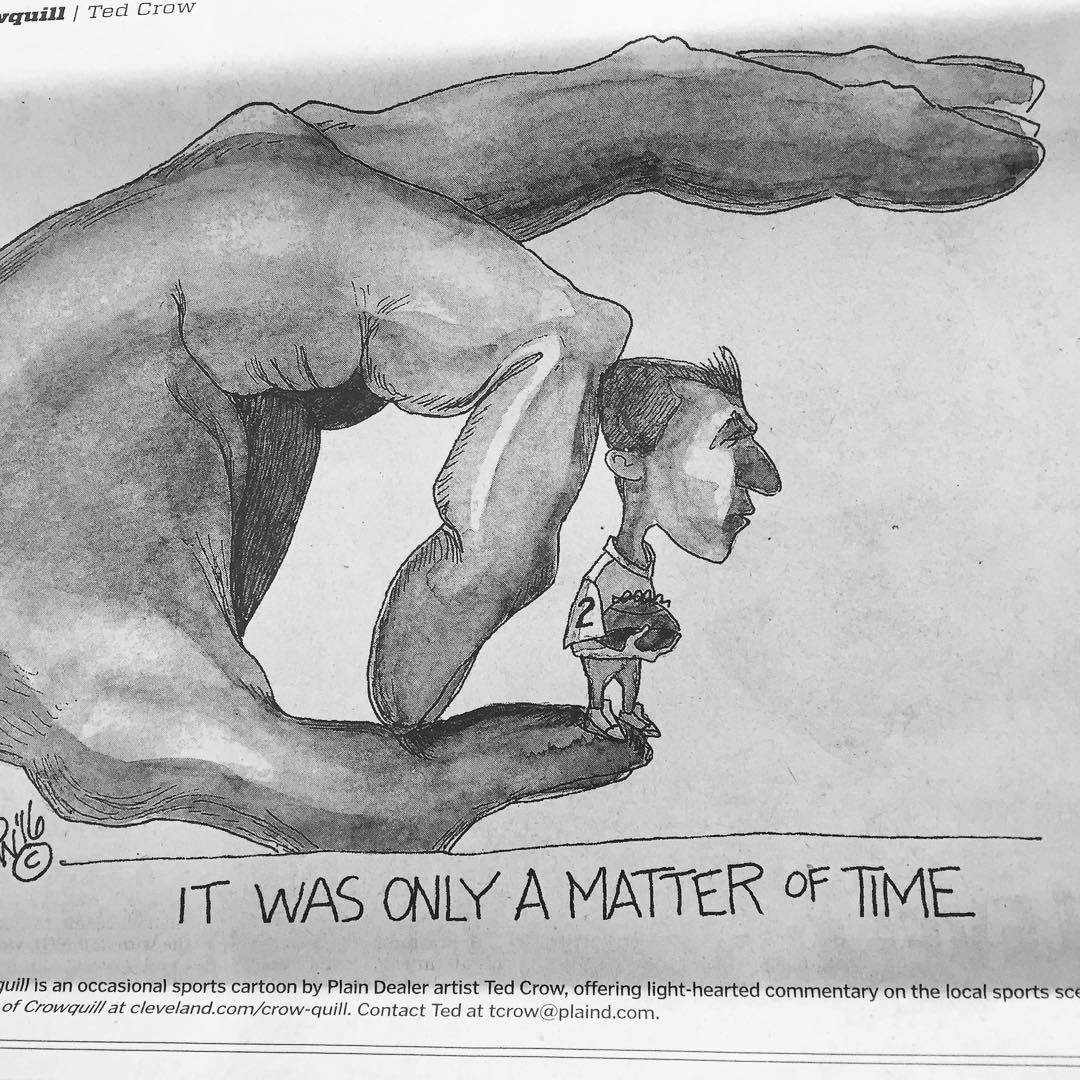 wquill | Ted Crow
2
N '16
©
IT WAS ONLY A MATTER OF TIME
quill is an occasional sports cartoon by Plain Dealer artist Ted Crow, offering light-hearted commentary on the local sports sce
of Crowquill at cleveland.com/crow-quill. Contact Ted at tcrow@plaind.com.